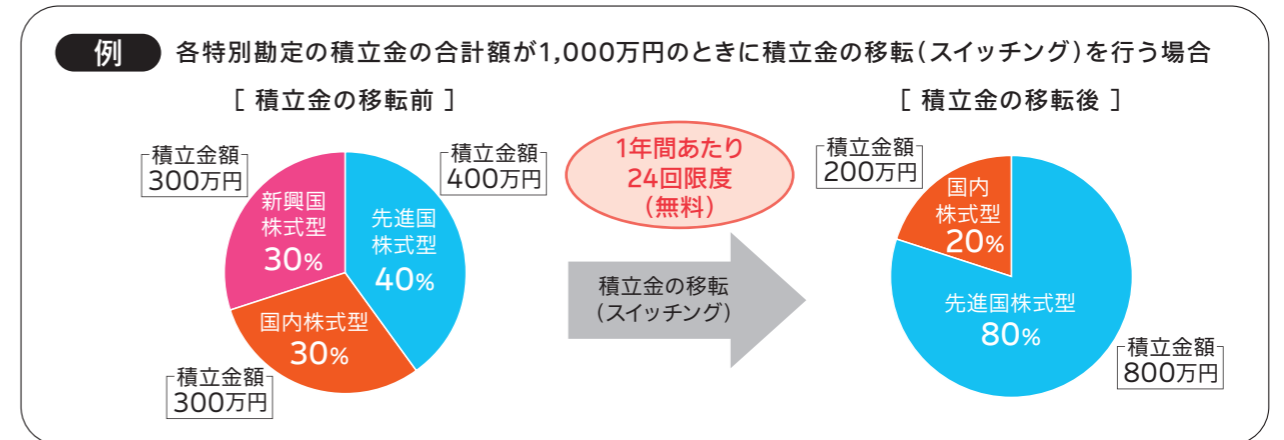 例 各特別勘定の積立金の合計額が1,000万円のときに積立金の移転(スイッチング)を行う場合
[ 積立金の移転前 ]
積立金額
300万円
新興国
株式型
30%
積立金額
400万円
先進国
株式型
40%
国内株式型
30%
積立金額
300万円
1年間あたり
24回限度
(無料)
積立金の移転
(スイッチング)
[ 積立金の移転後 ]
積立金額
200万円
国内
株式型
20%
先進国株式型
80%
積立金額
800万円